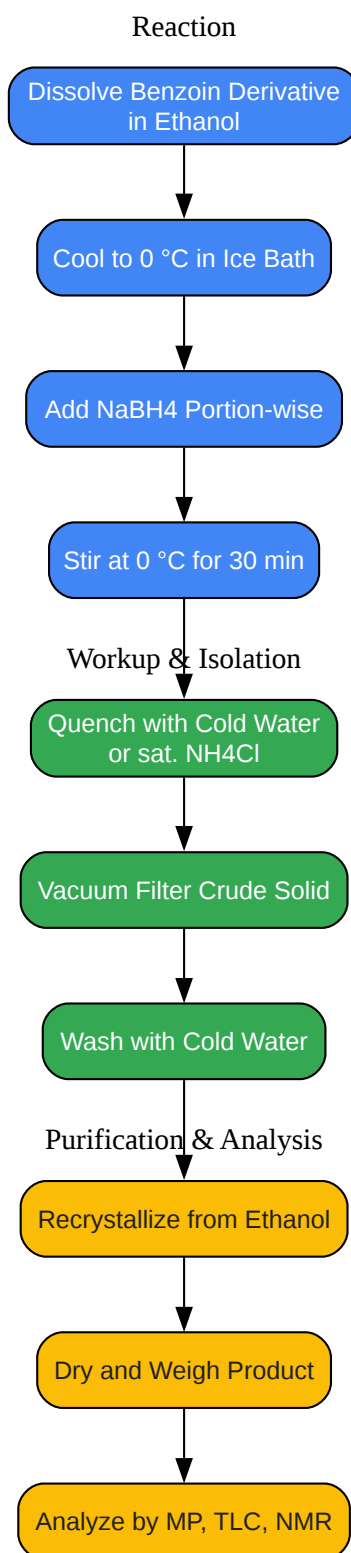 Reaction
Dissolve Benzoin Derivative
in Ethanol
Cool to 0 °C in Ice Bath
Add NaBH4 Portion-wise
Stir at 0 °C for 30 min
Workup & Isolation
Quench with Cold Water
or sat. NH4Cl
Vacuum Filter Crude Solid
Wash with Cold Water
Purification & Analysis
Recrystallize from Ethanol
Dry and Weigh Product
Analyze by MP, TLC, NMR